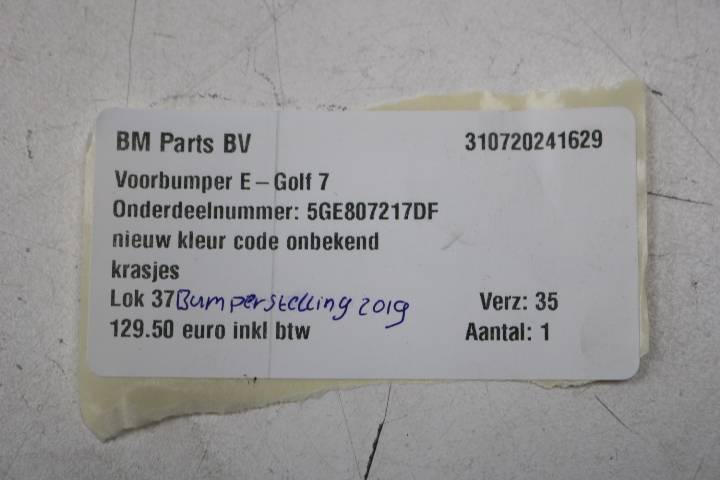 BM Parts BV 310720241629
Voorbumper E-Golf 7
Onderdeelnummer: 5GE807217DF
nieuw kleur code onbekend
krasjes
Lok 37 Bumperstelling 2019 Verz: 35
129.50 euro inkl btw Aantal: 1